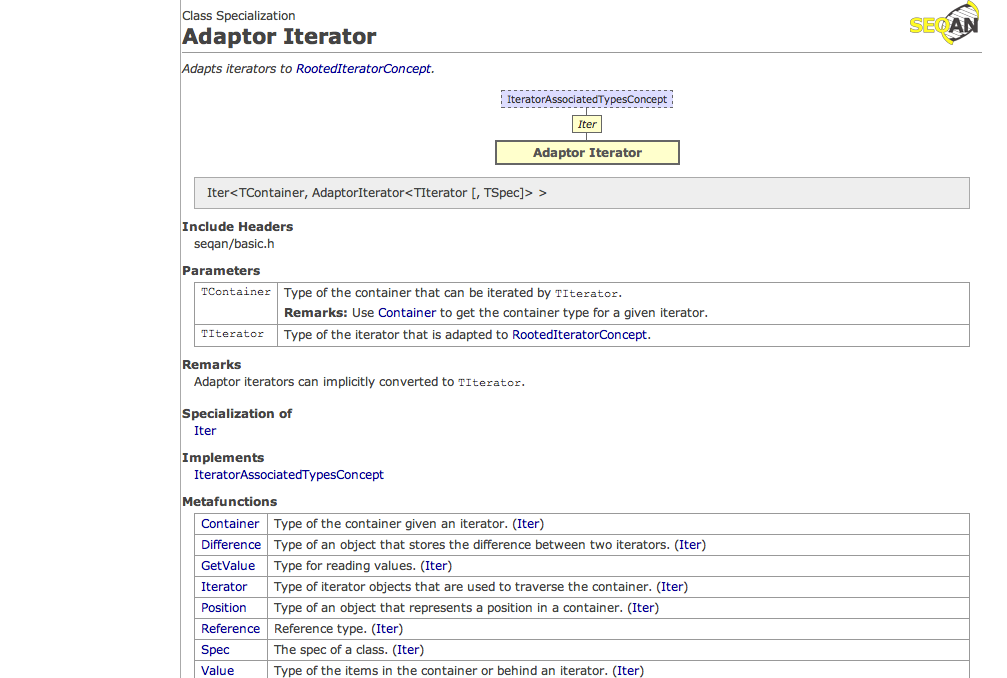 Class Specialization
SEQAN
Adaptor Iterator
Adapts iterators to RootedIteratorConcept.
IteratorAssociatedTypesConcept
Iter
Adaptor Iterator
Iter<TContainer, AdaptorIterator<TIterator [, TSpec]> >
Include Headers
seqan/basic.h
Parameters
TContainer Type of the container that can be iterated by TIterator.
Remarks: Use Container to get the container type for a given iterator.
TIterator Type of the iterator that is adapted to RootedIteratorConcept.
Remarks
Adaptor iterators can implicitly converted to TIterator.
Specialization of
Iter
Implements
IteratorAssociatedTypesConcept
Metafunctions
Container Type of the container given an iterator. (Iter)
Difference Type of an object that stores the difference between two iterators. (Iter)
GetValue Type for reading values. (Iter)
Iterator Type of iterator objects that are used to traverse the container. (Iter)
Position Type of an object that represents a position in a container. (Iter)
Reference Reference type. (Iter)
Spec The spec of a class. (Iter)
Value Type of the items in the container or behind an iterator. (Iter)